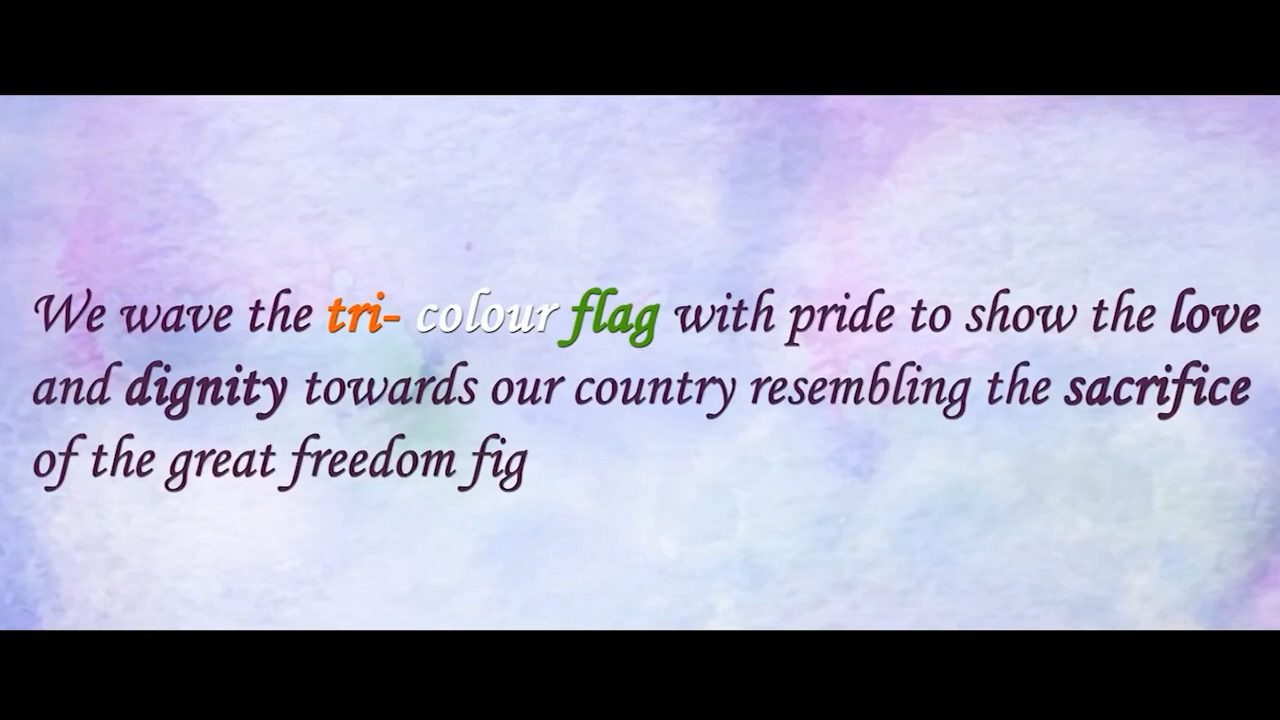 We wave the tri- colour flag with pride to show the love
and dignity towards our country resembling the sacrifice
of the great freedom fig